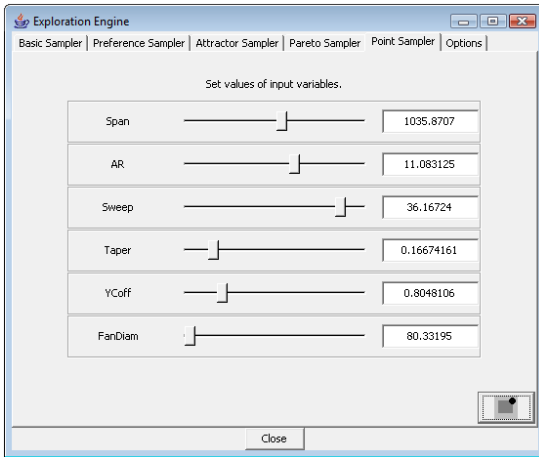 Exploration Engine
Basic Sampler Preference Sampler Attractor Sampler Pareto Sampler Point Sampler Options
Set values of input variables.
Span 1035.8707
AR 11.083125
Sweep 36.16724
Taper 0.16674161
YCoff 0.8048106
FanDiam 80.33195
Close